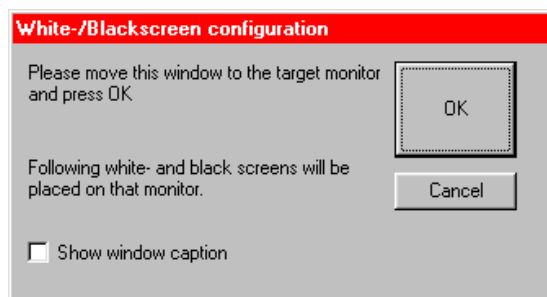 White-/Blackscreen configuration
Please move this window to the target monitor
and press OK
OK
Following white- and black screens will be
placed on that monitor.
Cancel
Show window caption